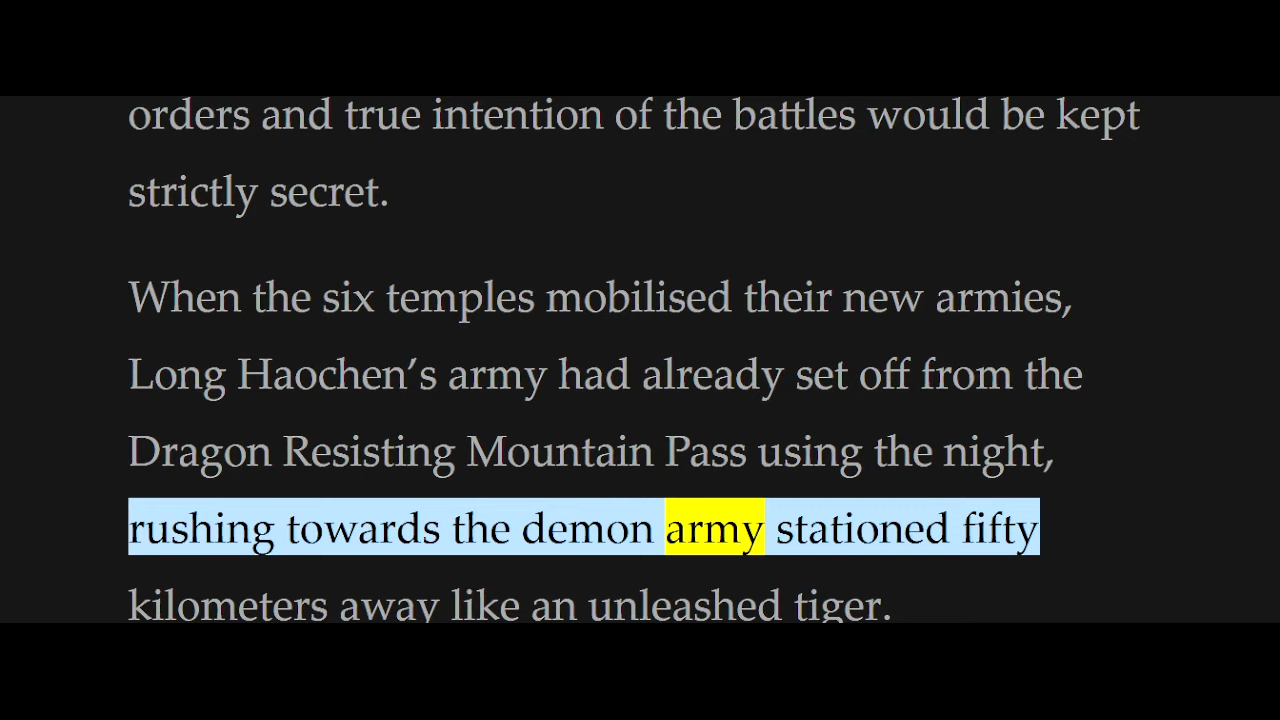 orders and true intention of the battles would be kept
strictly secret.
When the six temples mobilised their new armies,
Long Haochen’s army had already set off from the
Dragon Resisting Mountain Pass using the night,
rushing towards the demon army stationed fifty
kilometers away like an unleashed tiger.